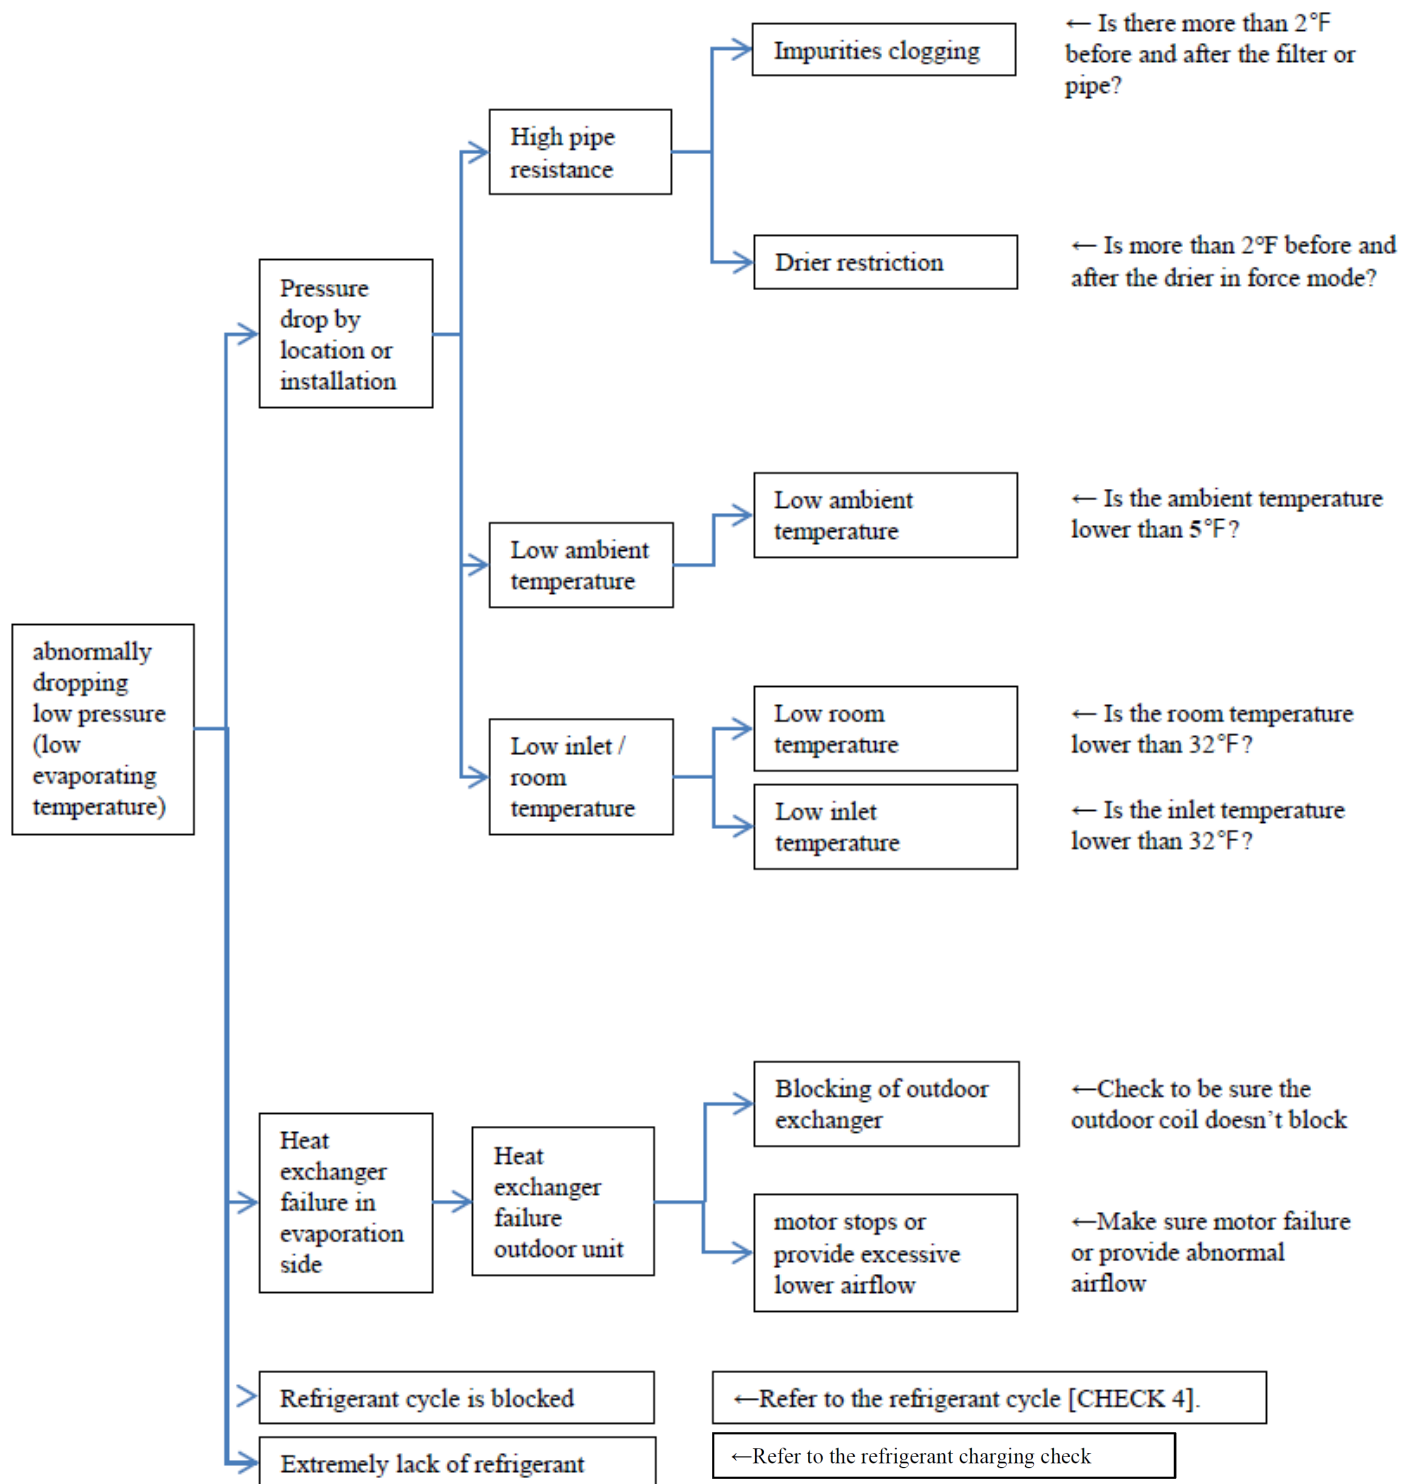 Impurities clogging
← Is there more than 2°F
before and after the filter or
pipe?
High pipe
resistance
Drier restriction
← Is more than 2°F before and
after the drier in force mode?
Pressure
drop by
location or
installation
Low ambient
temperature
← Is the ambient temperature
lower than 5°F?
Low ambient
temperature
abnormally
dropping
low pressure
(low
evaporating
temperature)
Low room
temperature
← Is the room temperature
lower than 32°F?
Low inlet /
room
temperature
Low inlet
temperature
← Is the inlet temperature
lower than 32°F?
Blocking of outdoor
exchanger
←Check to be sure the
outdoor coil doesn’t block
Heat
exchanger
failure in
evaporation
side
Heat
exchanger
failure
outdoor unit
motor stops or
provide excessive
lower airflow
←Make sure motor failure
or provide abnormal
airflow
Refrigerant cycle is blocked
←Refer to the refrigerant cycle [CHECK 4].
Extremely lack of refrigerant
←Refer to the refrigerant charging check